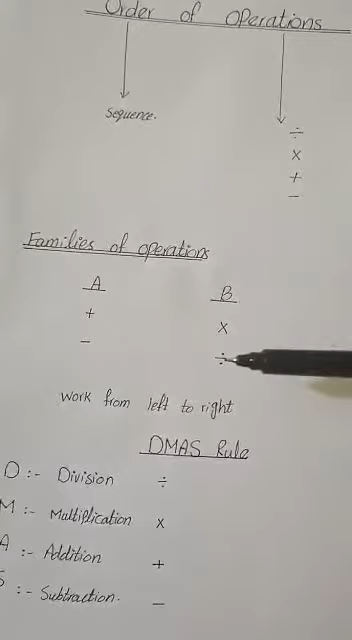 Order of Operations
Sequence.
÷
x
+
-
Families of operations
A B
+ x
- ÷
work from left to right
DMAS Rule
D :- Division ÷
M :- Multiplication x
A :- Addition +
S :- Subtraction. -